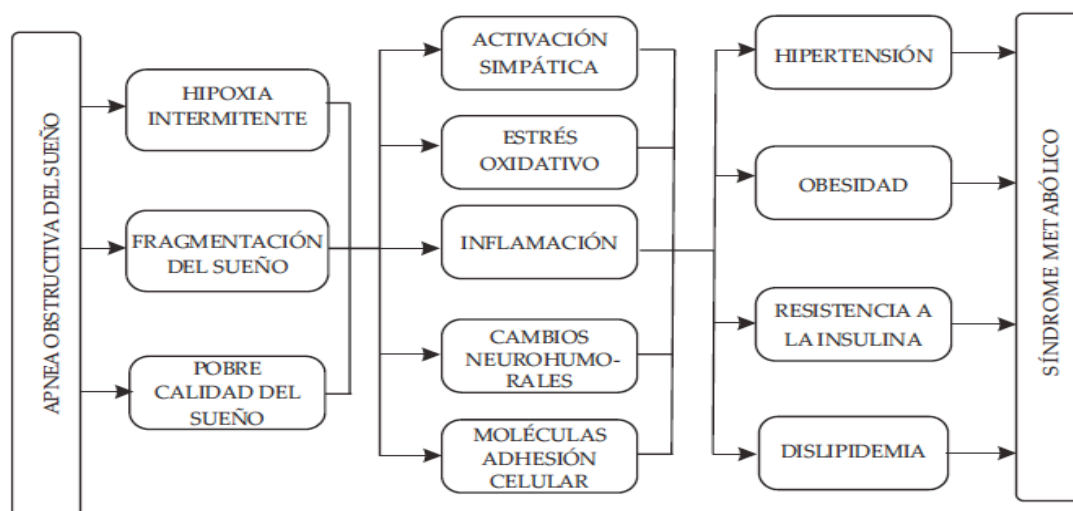 APNEA OBSTRUCTIVA DEL SUEÑO
HIPOXIA
INTERMITENTE
FRAGMENTACIÓN
DEL SUEÑO
POBRE
CALIDAD DEL
SUEÑO
ACTIVACIÓN
SIMPÁTICA
ESTRÉS
OXIDATIVO
INFLAMACIÓN
CAMBIOS
NEUROHUMO-
RALES
MOLÉCULAS
ADHESIÓN
CELULAR
HIPERTENSIÓN
OBESIDAD
RESISTENCIA A
LA INSULINA
DISLIPIDEMIA
SÍNDROME METABÓLICO